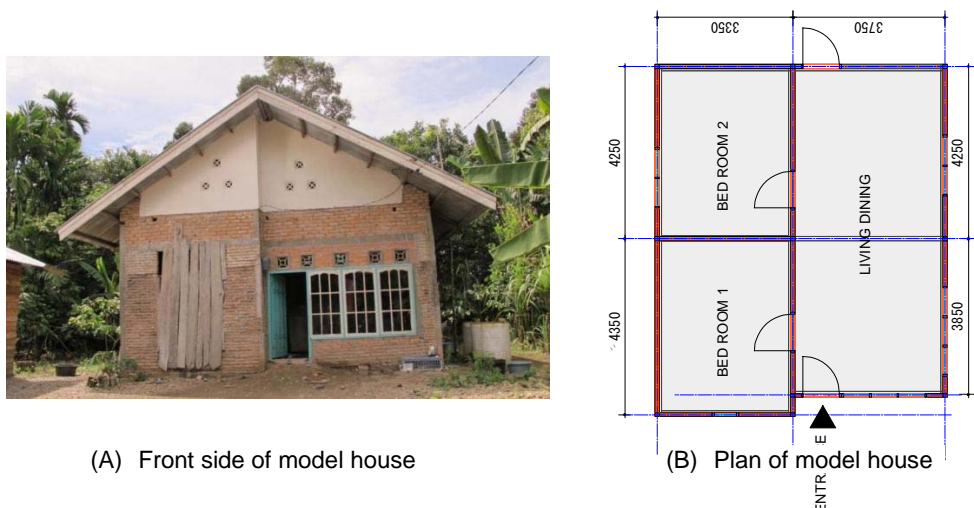 3350
3750
4250
BED ROOM 2
4250
LIVING DINING
4350
BED ROOM 1
3850
ENTR
E
(A) Front side of model house
(B) Plan of model house